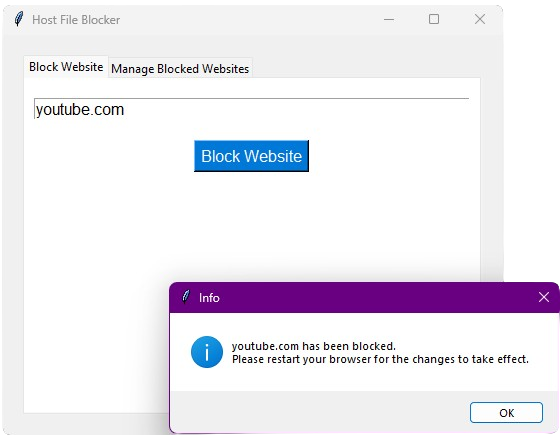 Host File Blocker
Block Website
Manage Blocked Websites
youtube.com
Block Website
Info
youtube.com has been blocked.
Please restart your browser for the changes to take effect.
OK